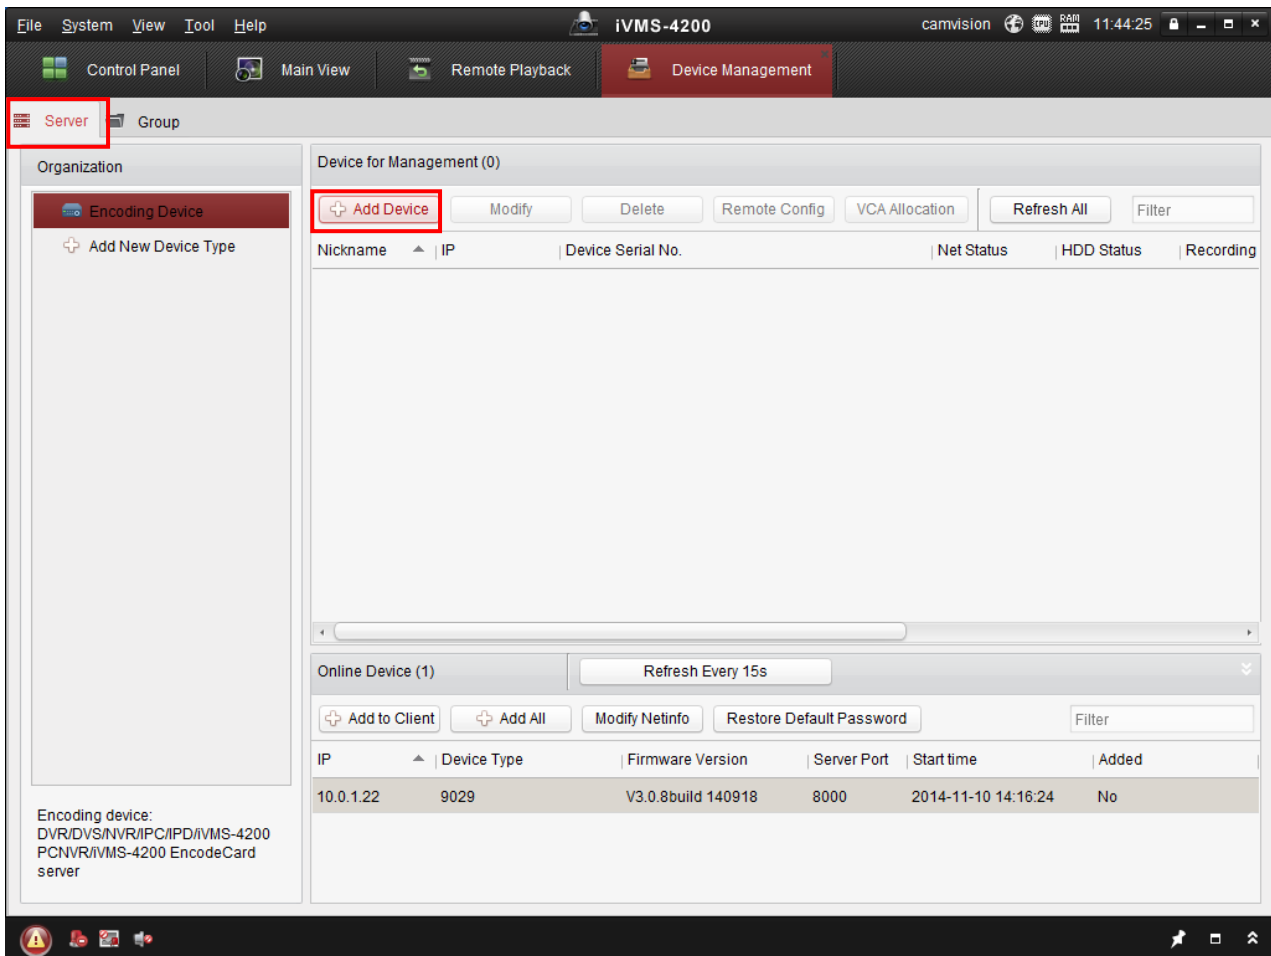 File System View Tool Help iVMS-4200 camvision CPU RAM 11:44:25
Control Panel Main View Remote Playback Device Management
Server Group
Organization
Encoding Device
Add New Device Type
Encoding device:
DVR/DVS/NVR/IPC/IPD/iVMS-4200
PCNVR/iVMS-4200 EncodeCard
server
Device for Management (0)
Add Device Modify Delete Remote Config VCA Allocation Refresh All Filter
Nickname IP Device Serial No. Net Status HDD Status Recording
Online Device (1) Refresh Every 15s
Add to Client Add All Modify Netinfo Restore Default Password Filter
IP Device Type Firmware Version Server Port Start time Added
10.0.1.22 9029 V3.0.8build 140918 8000 2014-11-10 14:16:24 No